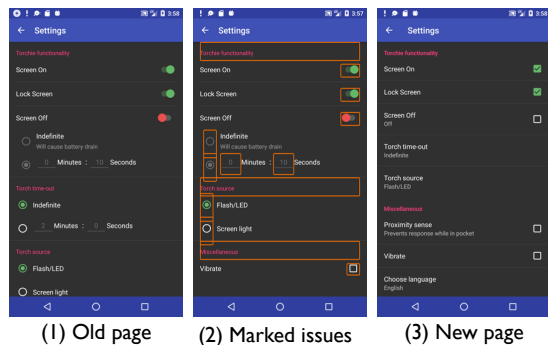 3:58
Settings
Torchie functionality
Screen On
Lock Screen
Screen Off
Indefinite
Will cause battery drain
0 Minutes : 10 Seconds
Torch time-out
Indefinite
2 Minutes : 0 Seconds
Torch source
Flash/LED
Screen light
(1) Old page
3:57
Settings
Torchie functionality
Screen On
Lock Screen
Screen Off
Indefinite
Will cause battery drain
0 Minutes : 10 Seconds
Torch source
Flash/LED
Screen light
Miscellaneous
Vibrate
(2) Marked issues
3:58
Settings
Torchie functionality
Screen On
Lock Screen
Screen Off
Off
Torch time-out
Indefinite
Torch source
Flash/LED
Miscellaneous
Proximity sense
Prevents response while in pocket
Vibrate
Choose language
English
(3) New page